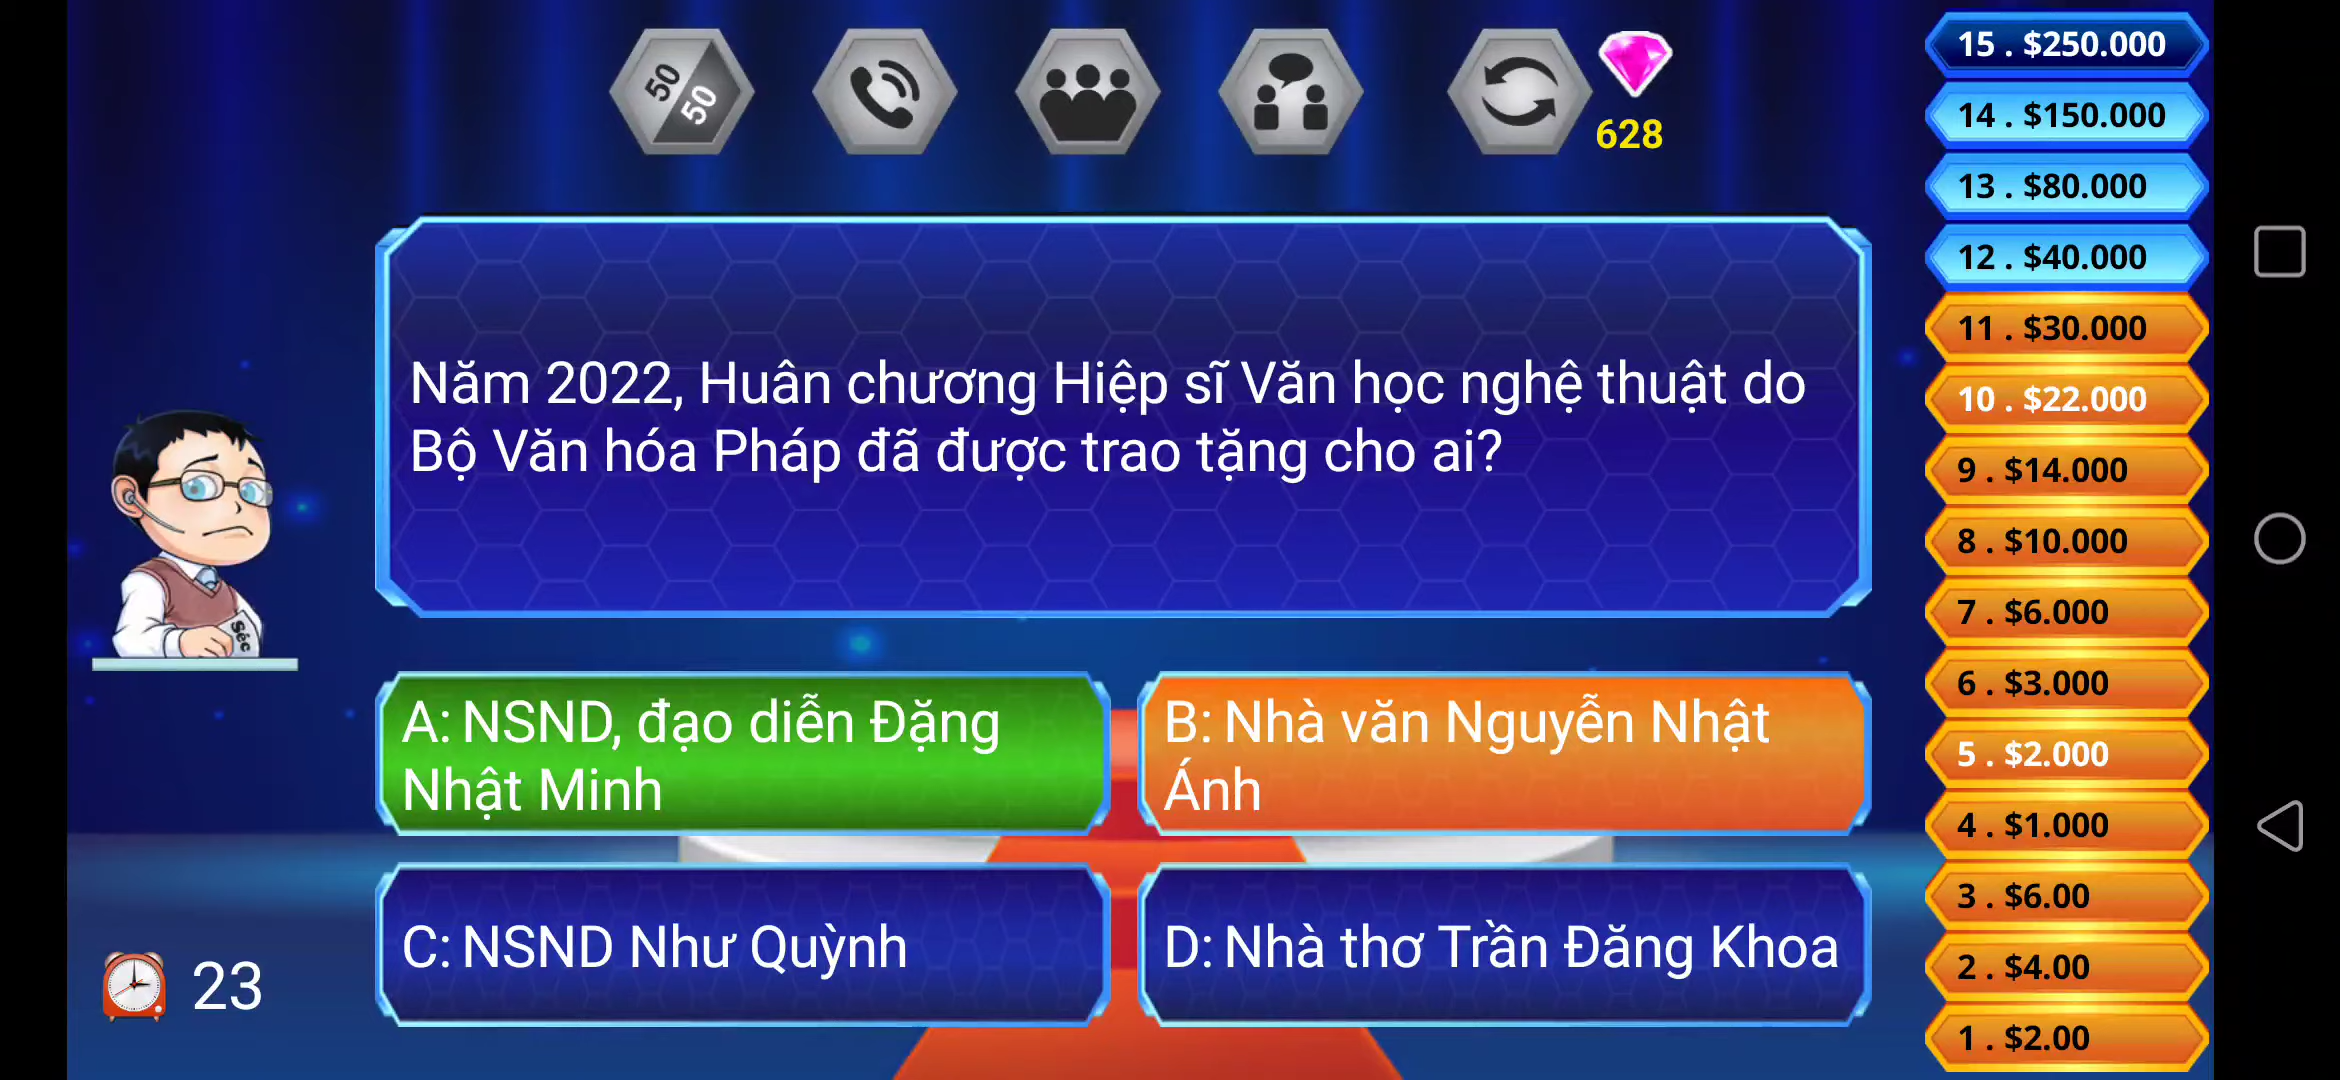 50
50
628
Năm 2022, Huân chương Hiệp sĩ Văn học nghệ thuật do
Bộ Văn hóa Pháp đã được trao tặng cho ai?
Séc
A: NSND, đạo diễn Đặng
Nhật Minh
B: Nhà văn Nguyễn Nhật
Ánh
C: NSND Như Quỳnh
D: Nhà thơ Trần Đăng Khoa
23
15 . $250.000
14 . $150.000
13 . $80.000
12 . $40.000
11 . $30.000
10 . $22.000
9 . $14.000
8 . $10.000
7 . $6.000
6 . $3.000
5 . $2.000
4 . $1.000
3 . $6.00
2 . $4.00
1 . $2.00